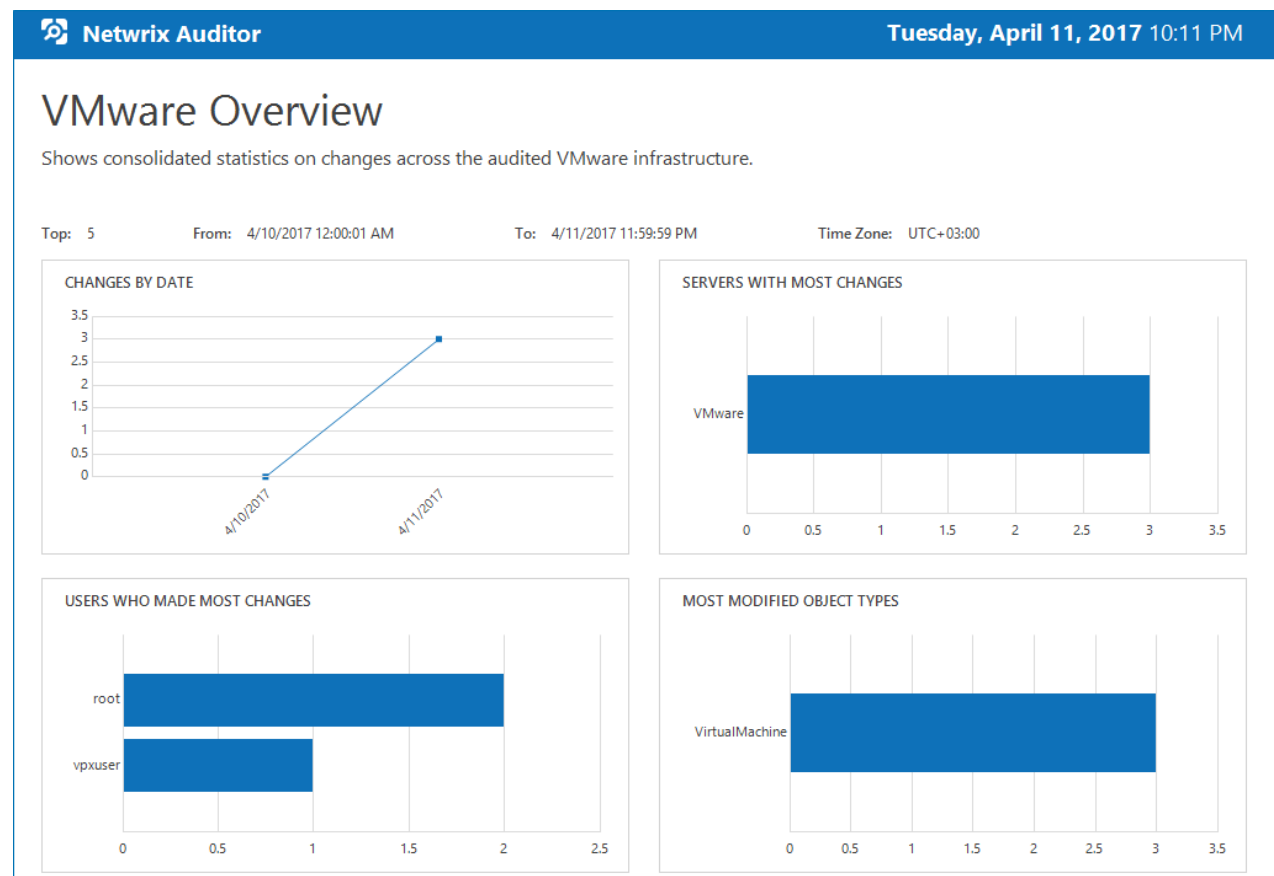 Netwrix Auditor
Tuesday, April 11, 2017 10:11 PM
VMware Overview
Shows consolidated statistics on changes across the audited VMware infrastructure.
Top: 5 From: 4/10/2017 12:00:01 AM To: 4/11/2017 11:59:59 PM Time Zone: UTC+03:00
CHANGES BY DATE
3.5
3
2.5
2
1.5
1
0.5
0
4/10/2017 4/11/2017
SERVERS WITH MOST CHANGES
VMware
0 0.5 1 1.5 2 2.5 3 3.5
USERS WHO MADE MOST CHANGES
root
vpxuser
0 0.5 1 1.5 2 2.5
MOST MODIFIED OBJECT TYPES
VirtualMachine
0 0.5 1 1.5 2 2.5 3 3.5